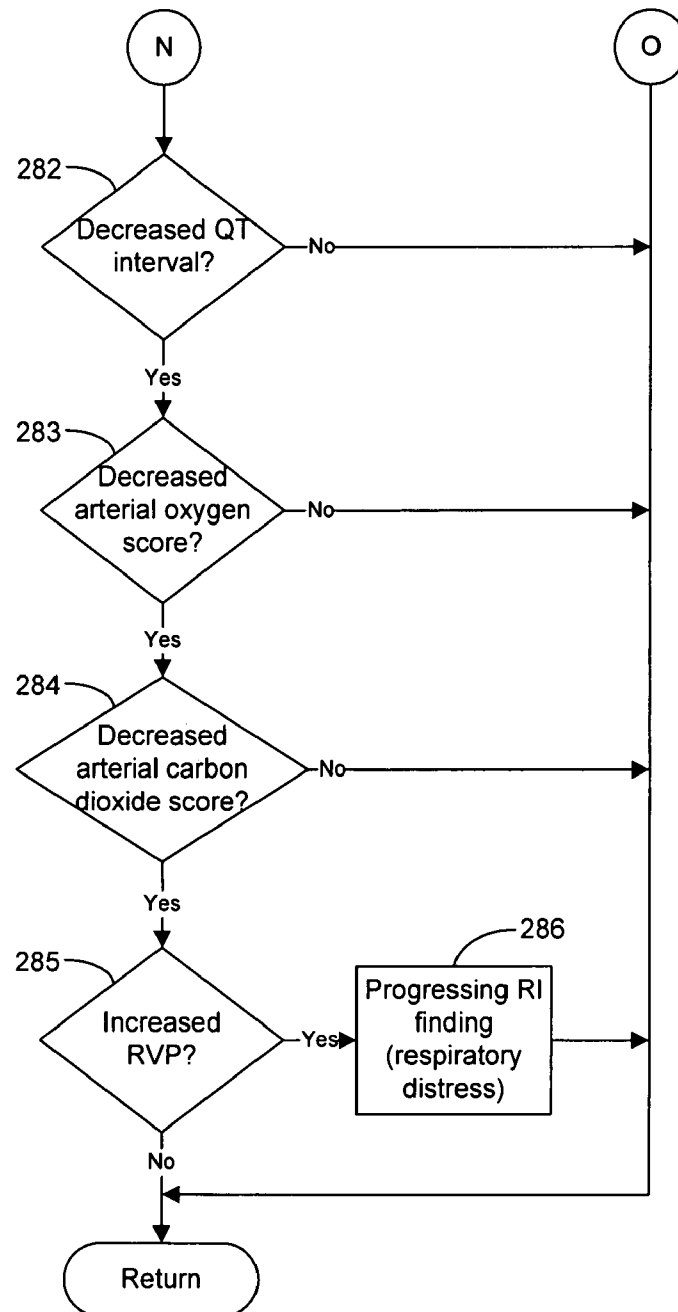 N
O
282
Decreased QT
interval?
No
Yes
283
Decreased
arterial oxygen
score?
No
Yes
284
Decreased
arterial carbon
dioxide score?
No
Yes
285
Increased
RVP?
Yes
286
Progressing RI
finding
(respiratory
distress)
No
Return